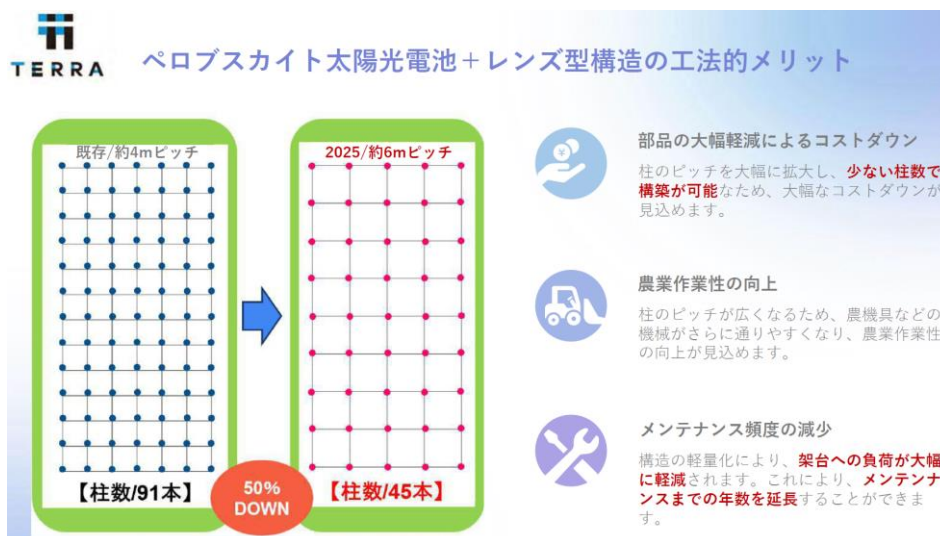 TERRA
ペロブスカイト太陽光電池＋レンズ型構造の工法的メリット
既存/約4mピッチ
【柱数/91本】
50%
DOWN
2025/約6mピッチ
【柱数/45本】
部品の大幅軽減によるコストダウン
柱のピッチを大幅に拡大し、少ない柱数で
構築が可能なため、大幅なコストダウンが
見込めます。
農業作業性の向上
柱のピッチが広くなるため、農機具などの
機械がさらに通りやすくなり、農業作業性
の向上が見込めます。
メンテナンス頻度の減少
構造の軽量化により、架台への負荷が大幅
に軽減されます。これにより、メンテンナ
ンスまでの年数を延長することができま
す。